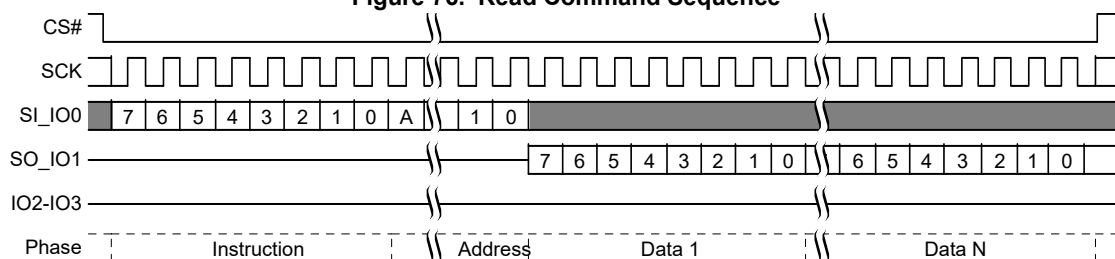 Figure 76. Read Command Sequence
CS#
SCK
SI_IO0 7 6 5 4 3 2 1 0 A 1 0
SO_IO1 7 6 5 4 3 2 1 0 6 5 4 3 2 1 0
IO2-IO3
Phase Instruction Address Data 1 Data N